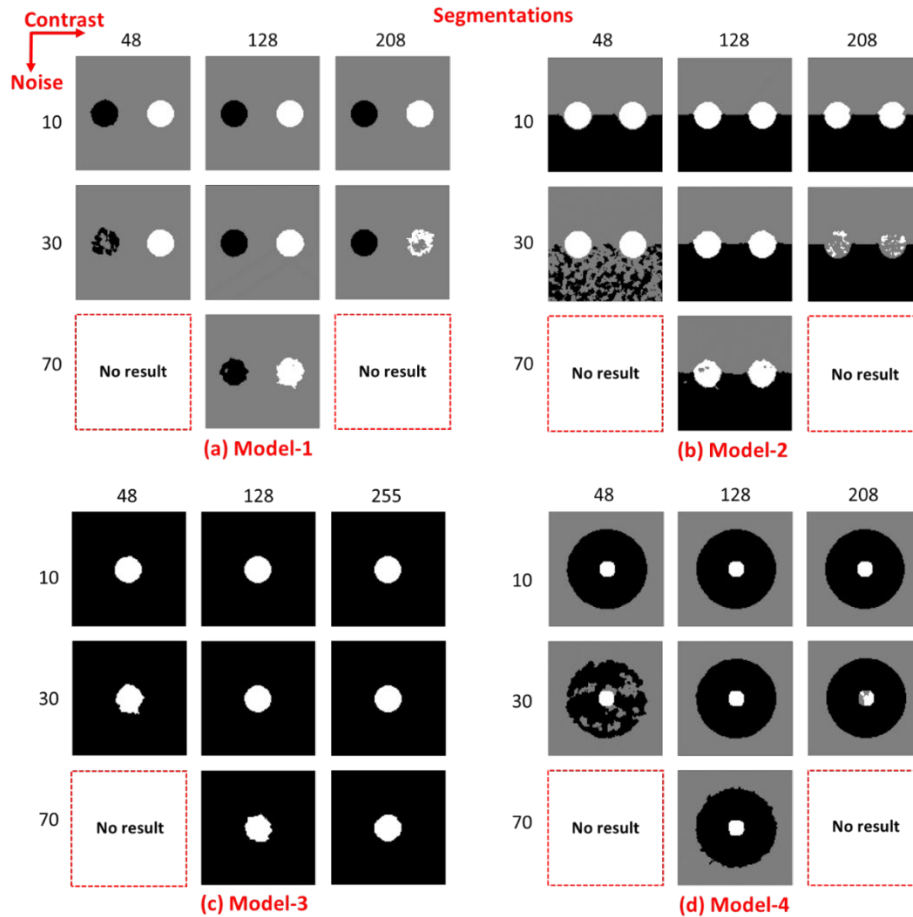 Segmentations
Contrast
Noise
48 128 208
10
30
70
No result
No result
(a) Model-1
48 128 208
10
30
70
No result
No result
(b) Model-2
48 128 255
10
30
70
No result
(c) Model-3
48 128 208
10
30
70
No result
No result
(d) Model-4